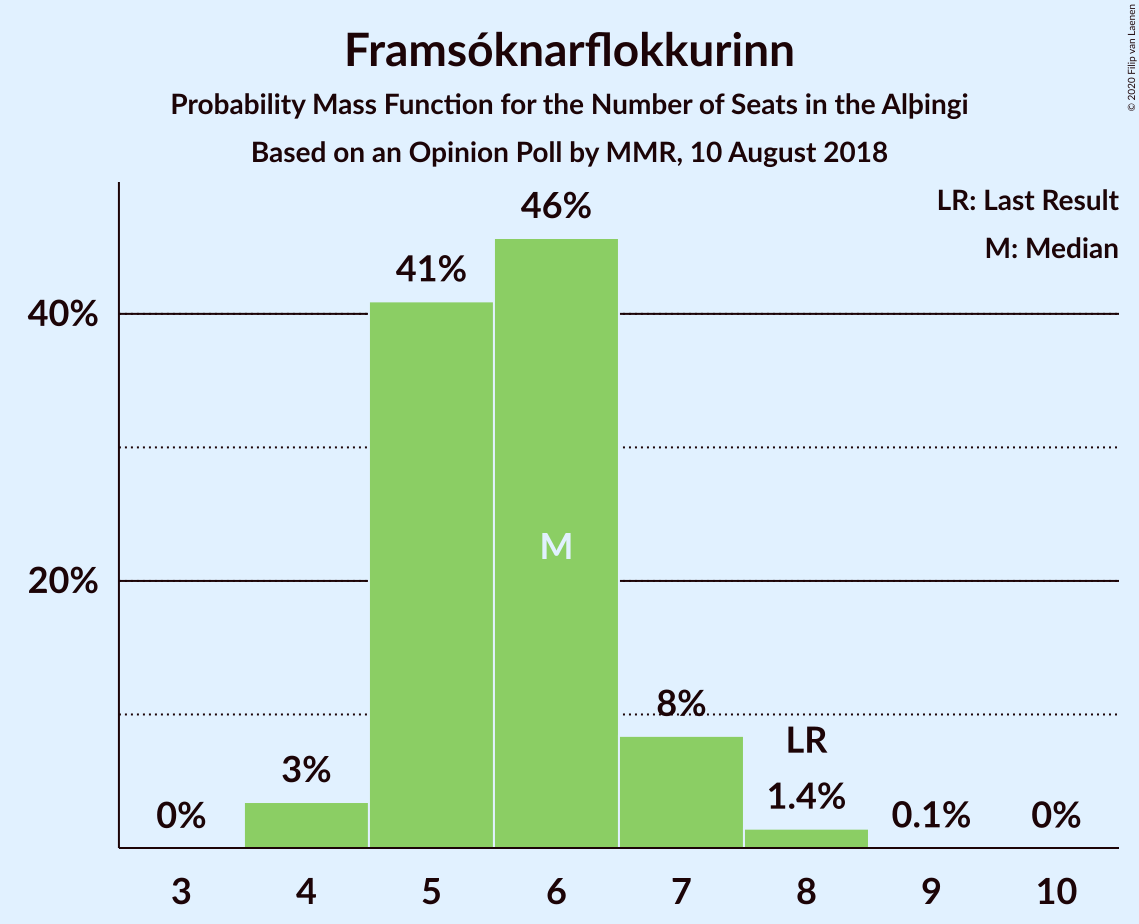 Framsóknarflokkurinn
Probability Mass Function for the Number of Seats in the Alþingi
Based on an Opinion Poll by MMR, 10 August 2018
© 2020 Filip van Laenen
LR: Last Result
M: Median
46%
41%
40%
M
20%
8%
LR
3%
1.4%
0%
0.1%
0%
3 4 5 6 7 8 9 10